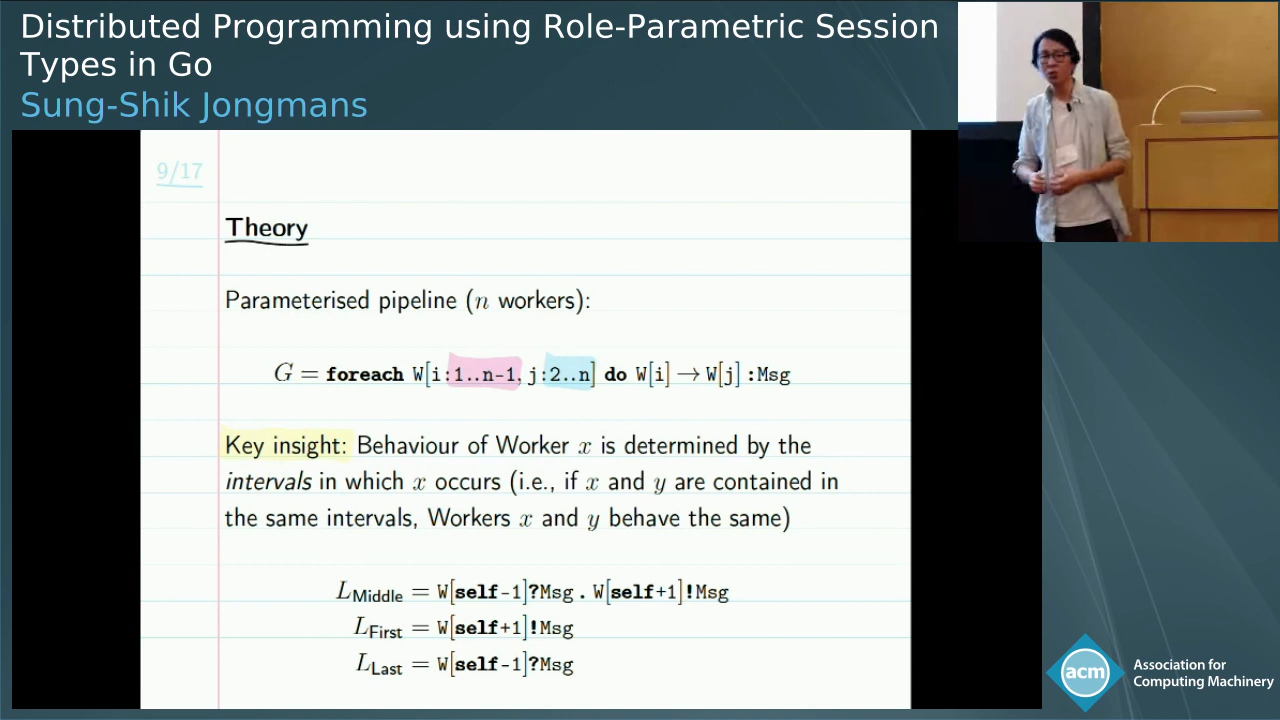 Distributed Programming using Role-Parametric Session
Types in Go
Sung-Shik Jongmans
9/17
Theory
Parameterised pipeline (n workers):
G = foreach W[i:1..n-1, j:2..n] do W[i] → W[j] :Msg
Key insight: Behaviour of Worker x is determined by the
intervals in which x occurs (i.e., if x and y are contained in
the same intervals, Workers x and y behave the same)
L_Middle = W[self-1]?Msg . W[self+1]!Msg
L_First = W[self+1]!Msg
L_Last = W[self-1]?Msg
acm
Association for
Computing Machinery